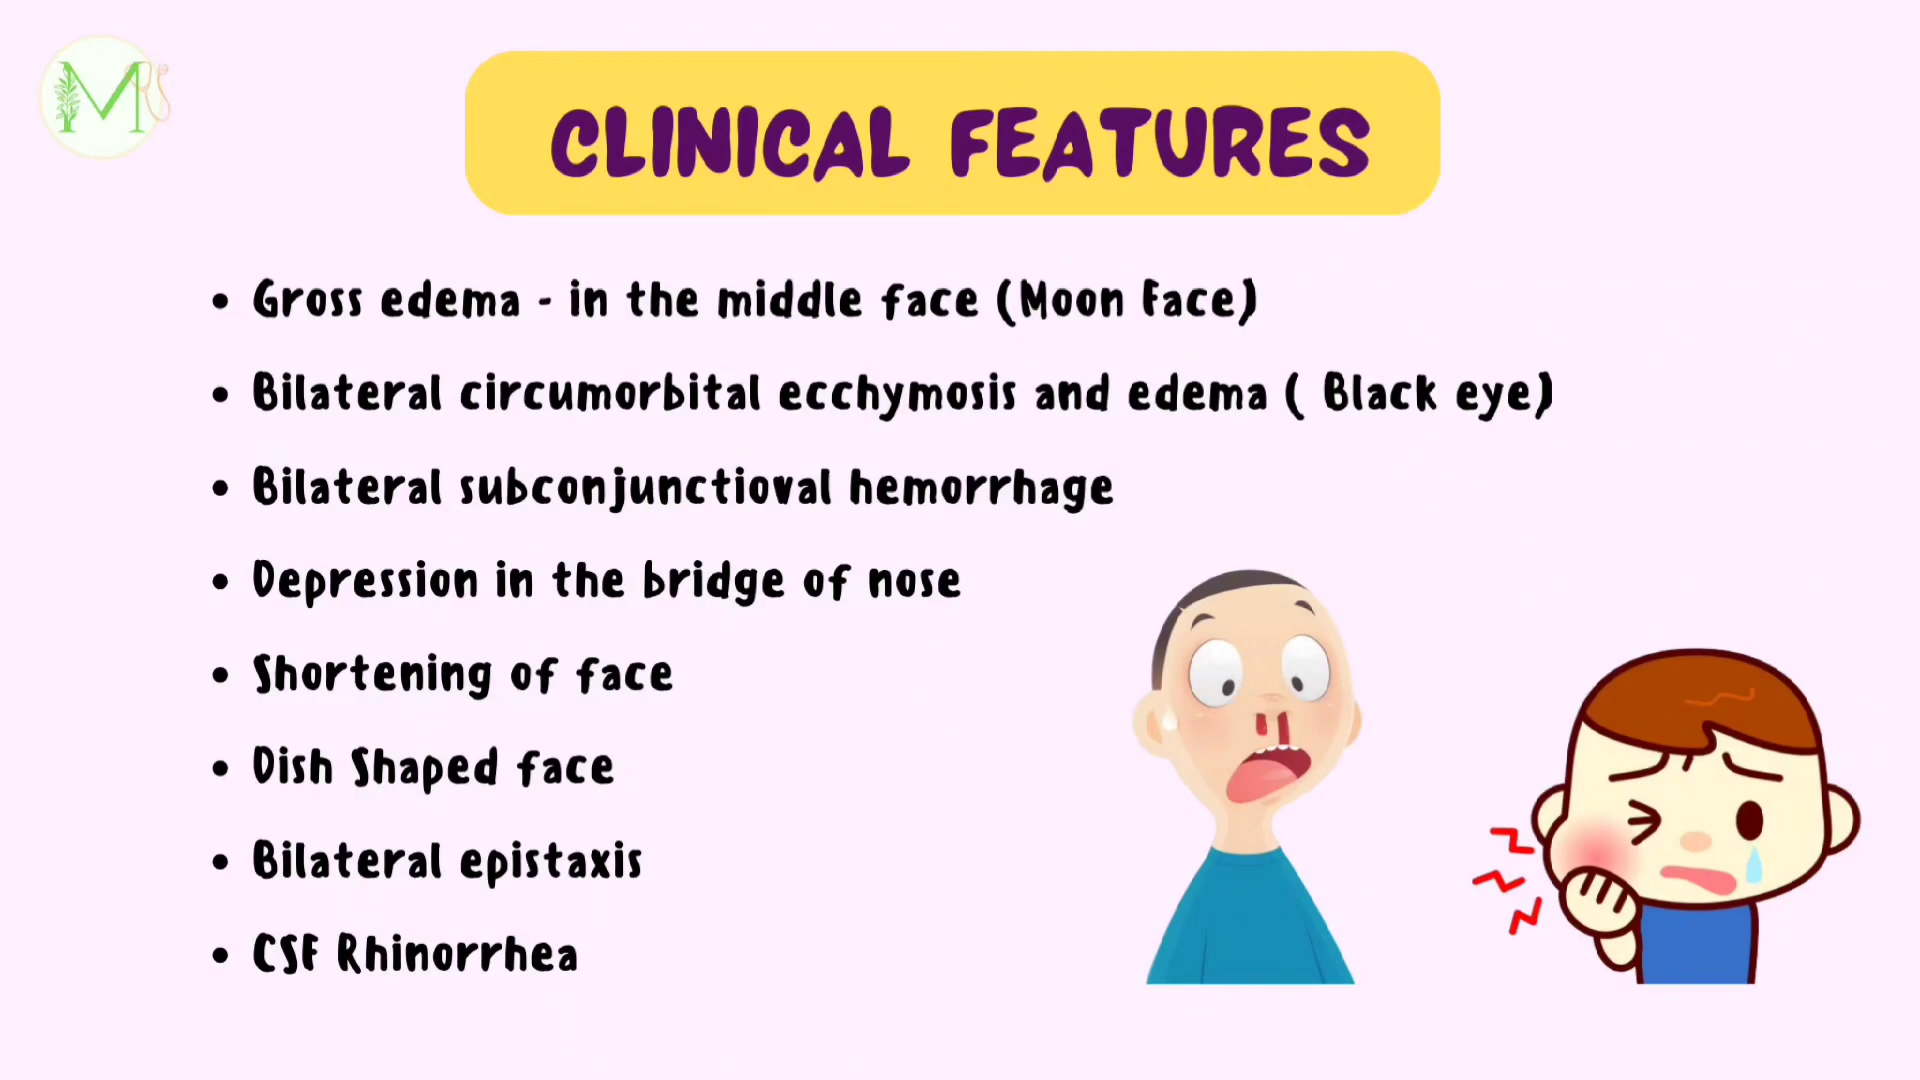 M
CLINICAL FEATURES
• Gross edema - in the middle face (Moon Face)
• Bilateral circumorbital ecchymosis and edema ( Black eye)
• Bilateral subconjunctioval hemorrhage
• Depression in the bridge of nose
• Shortening of face
• Dish Shaped face
• Bilateral epistaxis
• CSF Rhinorrhea